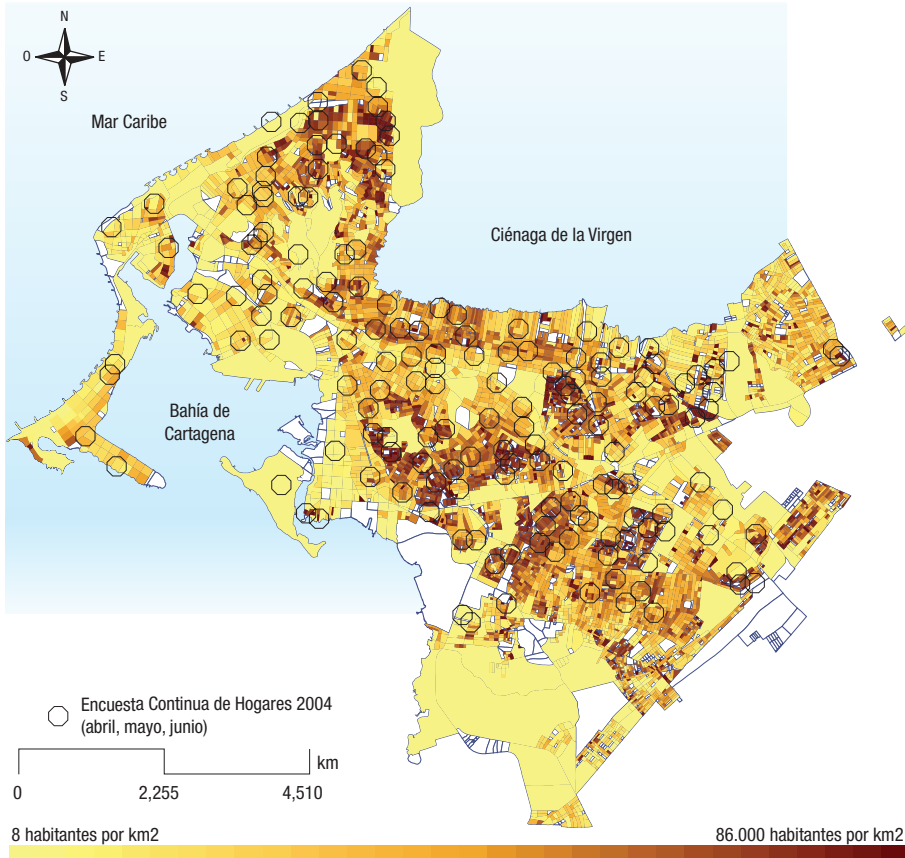 N
O E
S
Mar Caribe
Ciénaga de la Virgen
Bahía de
Cartagena
Encuesta Continua de Hogares 2004
(abril, mayo, junio)
km
0 2,255 4,510
8 habitantes por km2 86.000 habitantes por km2